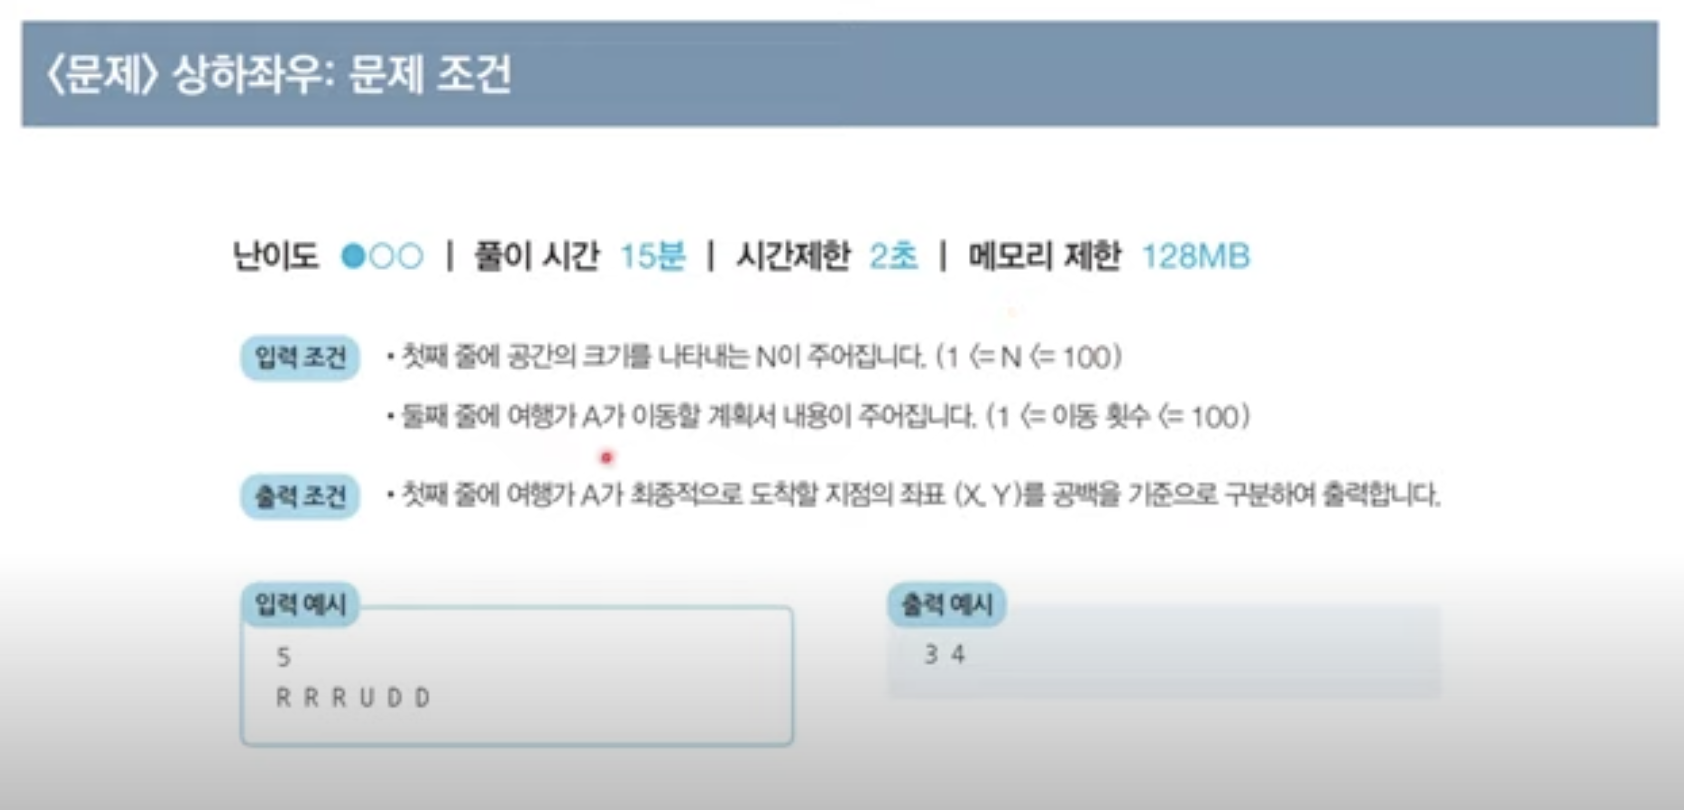 <문제> 상하좌우: 문제 조건
난이도 ●○○ | 풀이 시간 15분 | 시간제한 2초 | 메모리 제한 128MB
입력 조건 • 첫째 줄에 공간의 크기를 나타내는 N이 주어집니다. (1 <= N <= 100)
• 둘째 줄에 여행가 A가 이동할 계획서 내용이 주어집니다. (1 <= 이동 횟수 <= 100)
출력 조건 • 첫째 줄에 여행가 A가 최종적으로 도착할 지점의 좌표 (X, Y)를 공백을 기준으로 구분하여 출력합니다.
입력 예시
5
R R R U D D
출력 예시
3 4